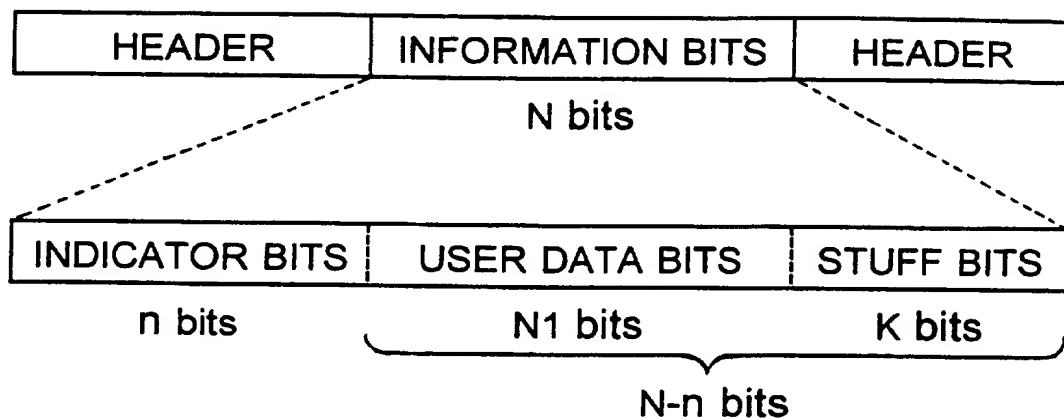 HEADER INFORMATION BITS HEADER
N bits
INDICATOR BITS USER DATA BITS STUFF BITS
n bits N1 bits K bits
N-n bits